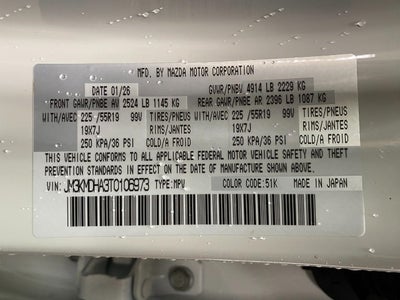 MFD. BY MAZDA MOTOR CORPORATION
DATE 01/26 GVWR/PNBV 4914 LB 2229 KG
FRONT GAWR/PNBE AV 2524 LB 1145 KG REAR GAWR/PNBE AR 2396 LB 1087 KG
WITH/AVEC 225 /55R19 99V TIRES/PNEUS WITH/AVEC 225 /55R19 99V TIRES/PNEUS
19X7J RIMS/JANTES 19X7J RIMS/JANTES
250 KPA/36 PSI COLD/A FROID 250 KPA/36 PSI COLD/A FROID
THIS VEHICLE CONFORMS TO ALL APPLICABLE FEDERAL MOTOR VEHICLE SAFETY AND THEFT
PREVENTION STANDARDS IN EFFECT ON THE DATE OF MANUFACTURE SHOWN ABOVE.
VIN: JM3KMDHA3T0106973 TYPE:MPV COLOR CODE:51K MADE IN JAPAN